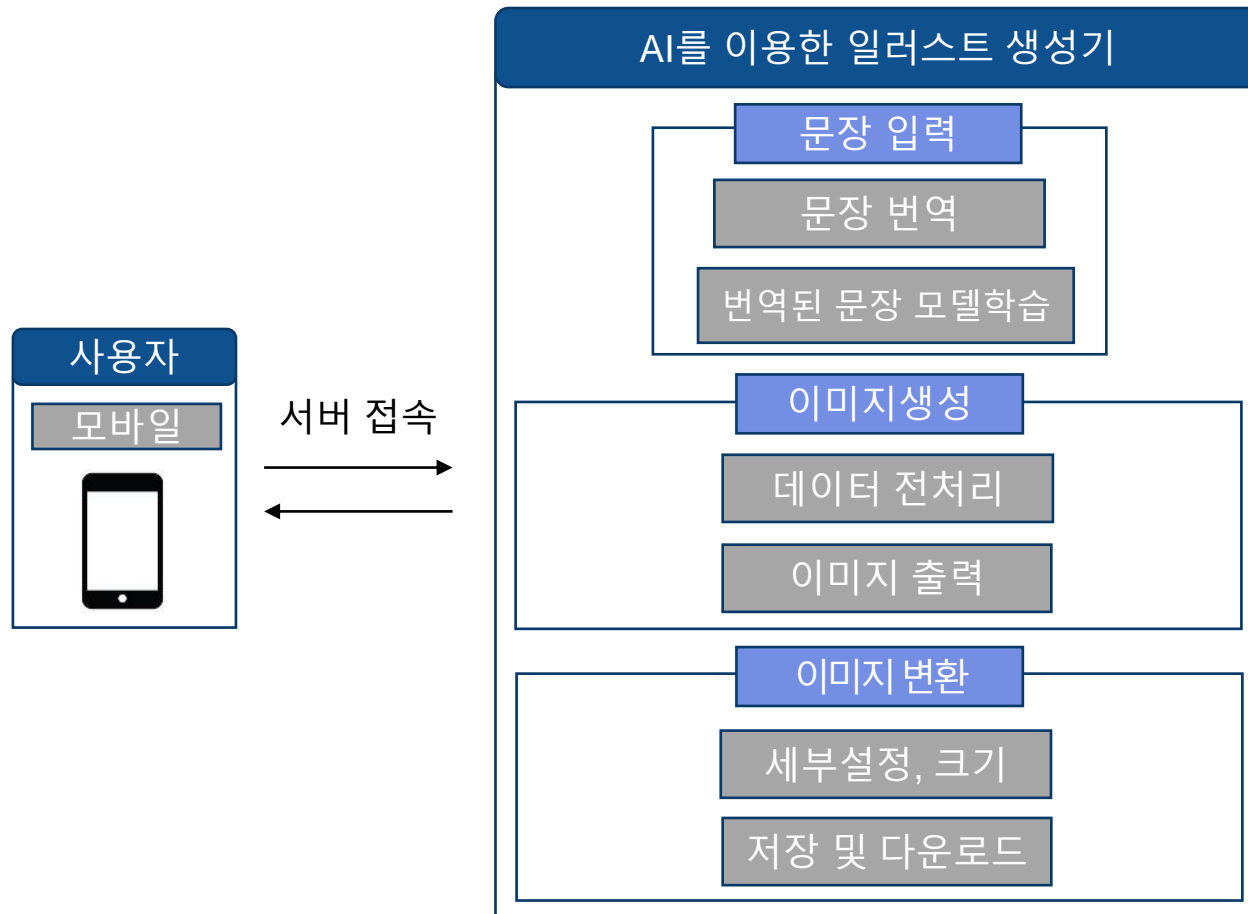 AI를 이용한 일러스트 생성기
문장 입력
문장 번역
번역된 문장 모델학습
사용자
모바일
서버 접속
이미지생성
데이터 전처리
이미지 출력
이미지 변환
세부설정, 크기
저장 및 다운로드